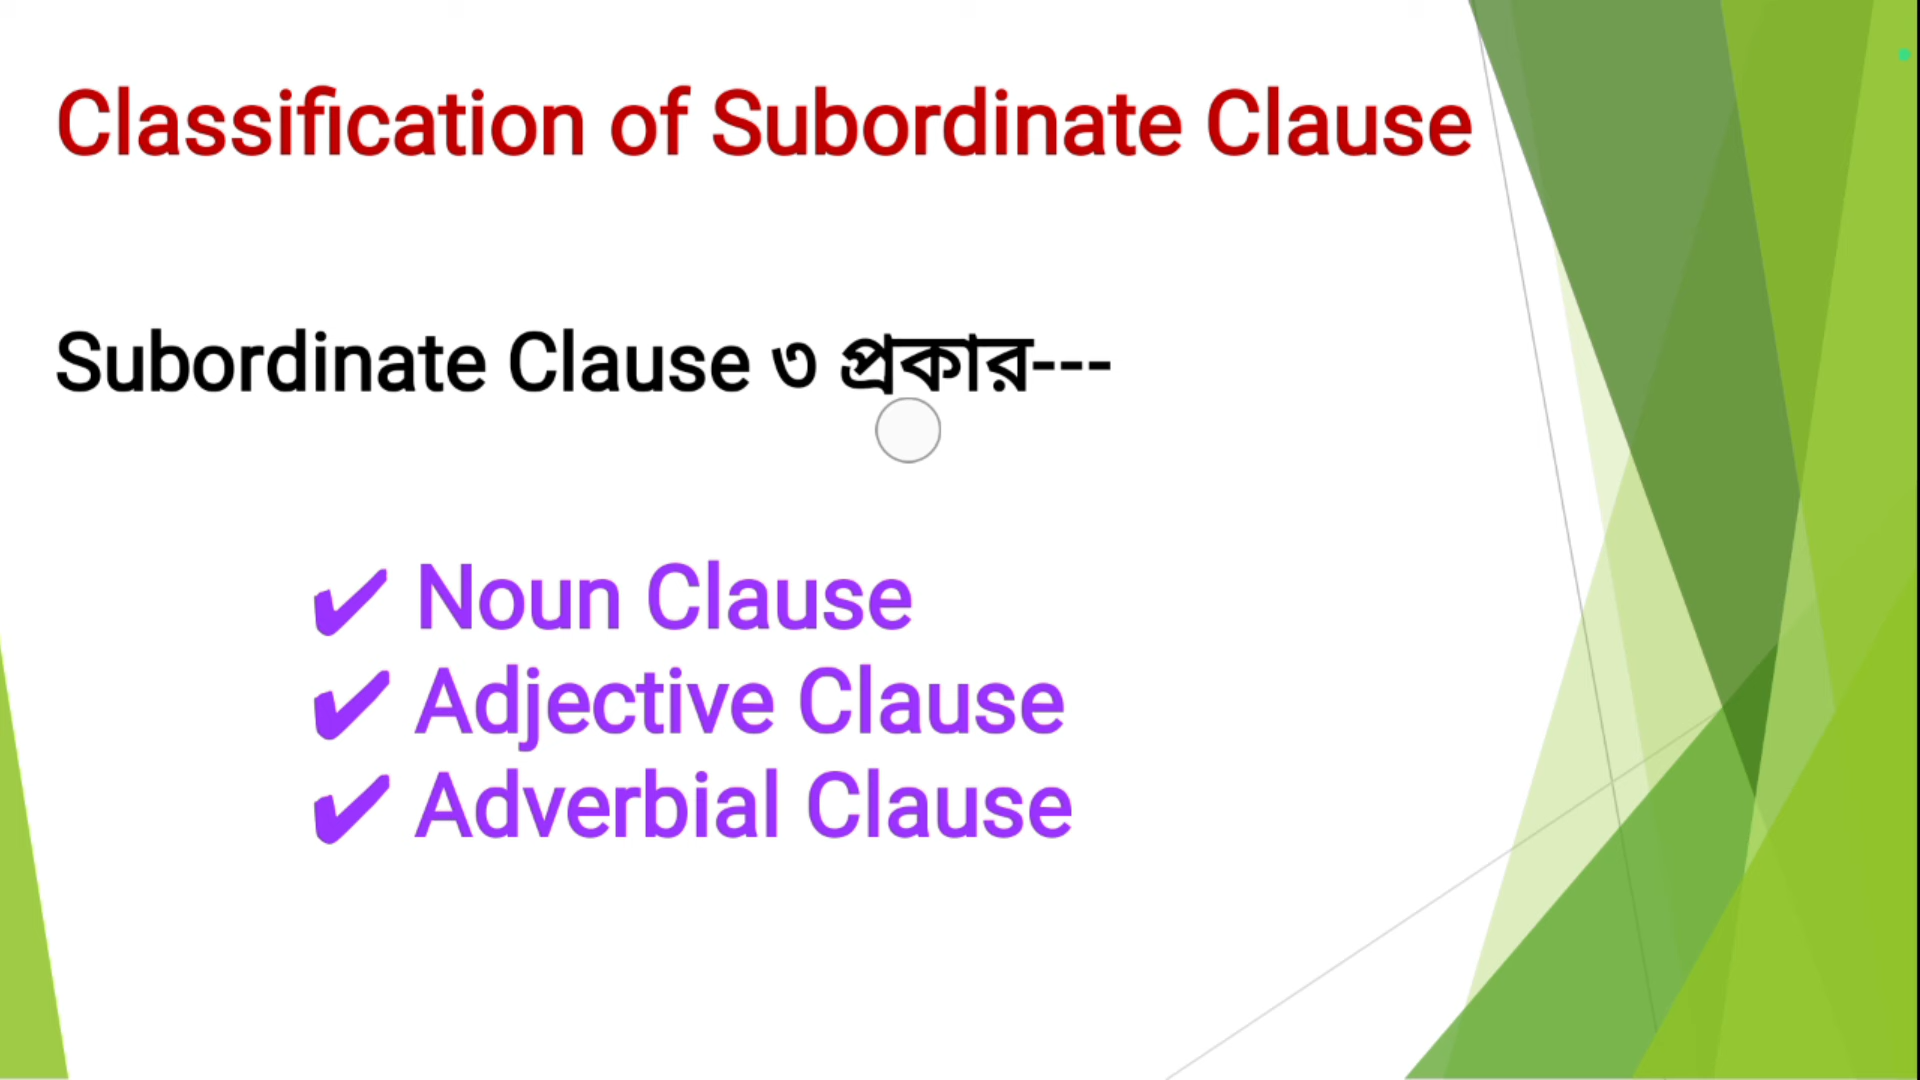 Classification of Subordinate Clause
Subordinate Clause ৩ প্রকার---
✔ Noun Clause
✔ Adjective Clause
✔ Adverbial Clause